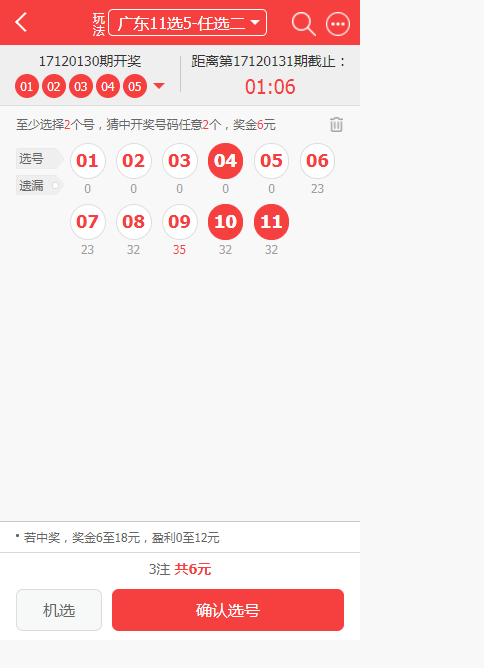 玩法 广东11选5-任选二
17120130期开奖
01 02 03 04 05
距离第17120131期截止：
01:06
至少选择2个号，猜中开奖号码任意2个，奖金6元
选号 01 02 03 04 05 06
遗漏 0 0 0 0 0 23
07 08 09 10 11
23 32 35 32 32
• 若中奖，奖金6至18元，盈利0至12元
3注 共6元
机选 确认选号